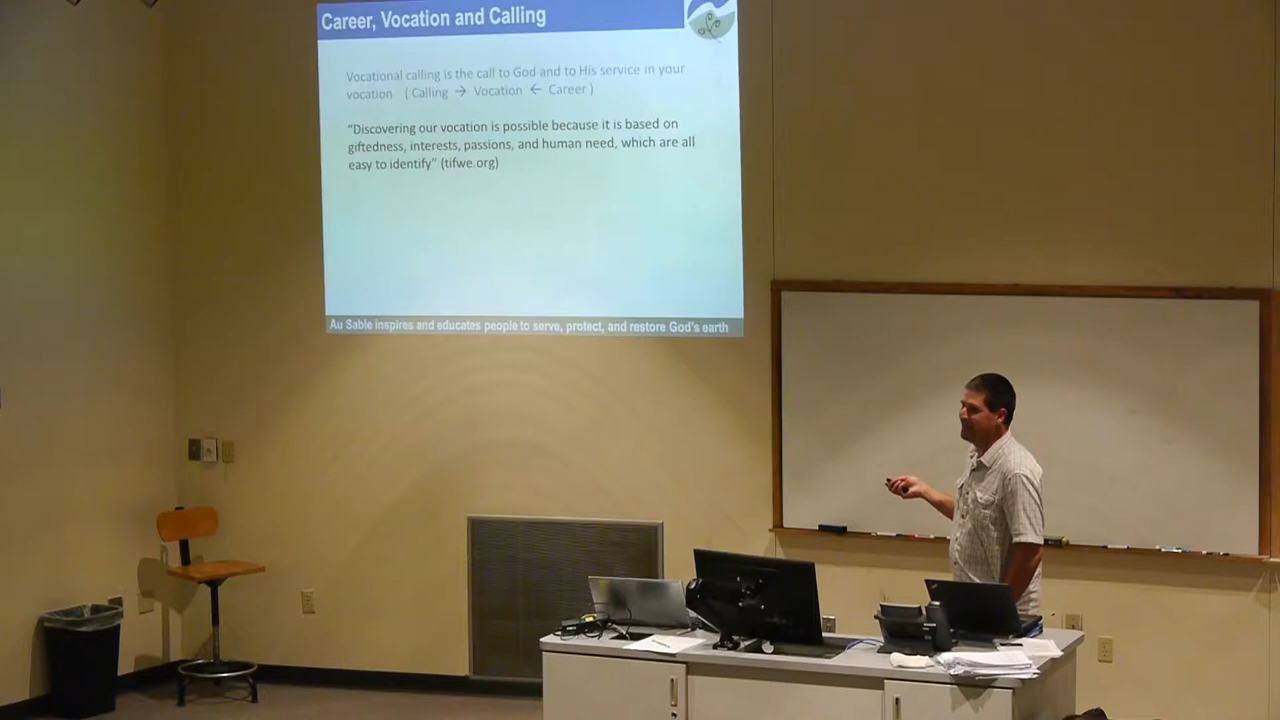 Career, Vocation and Calling
Vocational calling is the call to God and to His service in your
vocation ( Calling → Vocation ← Career )
“Discovering our vocation is possible because it is based on
giftedness, interests, passions, and human need, which are all
easy to identify” (tifwe.org)
Au Sable inspires and educates people to serve, protect, and restore God's earth